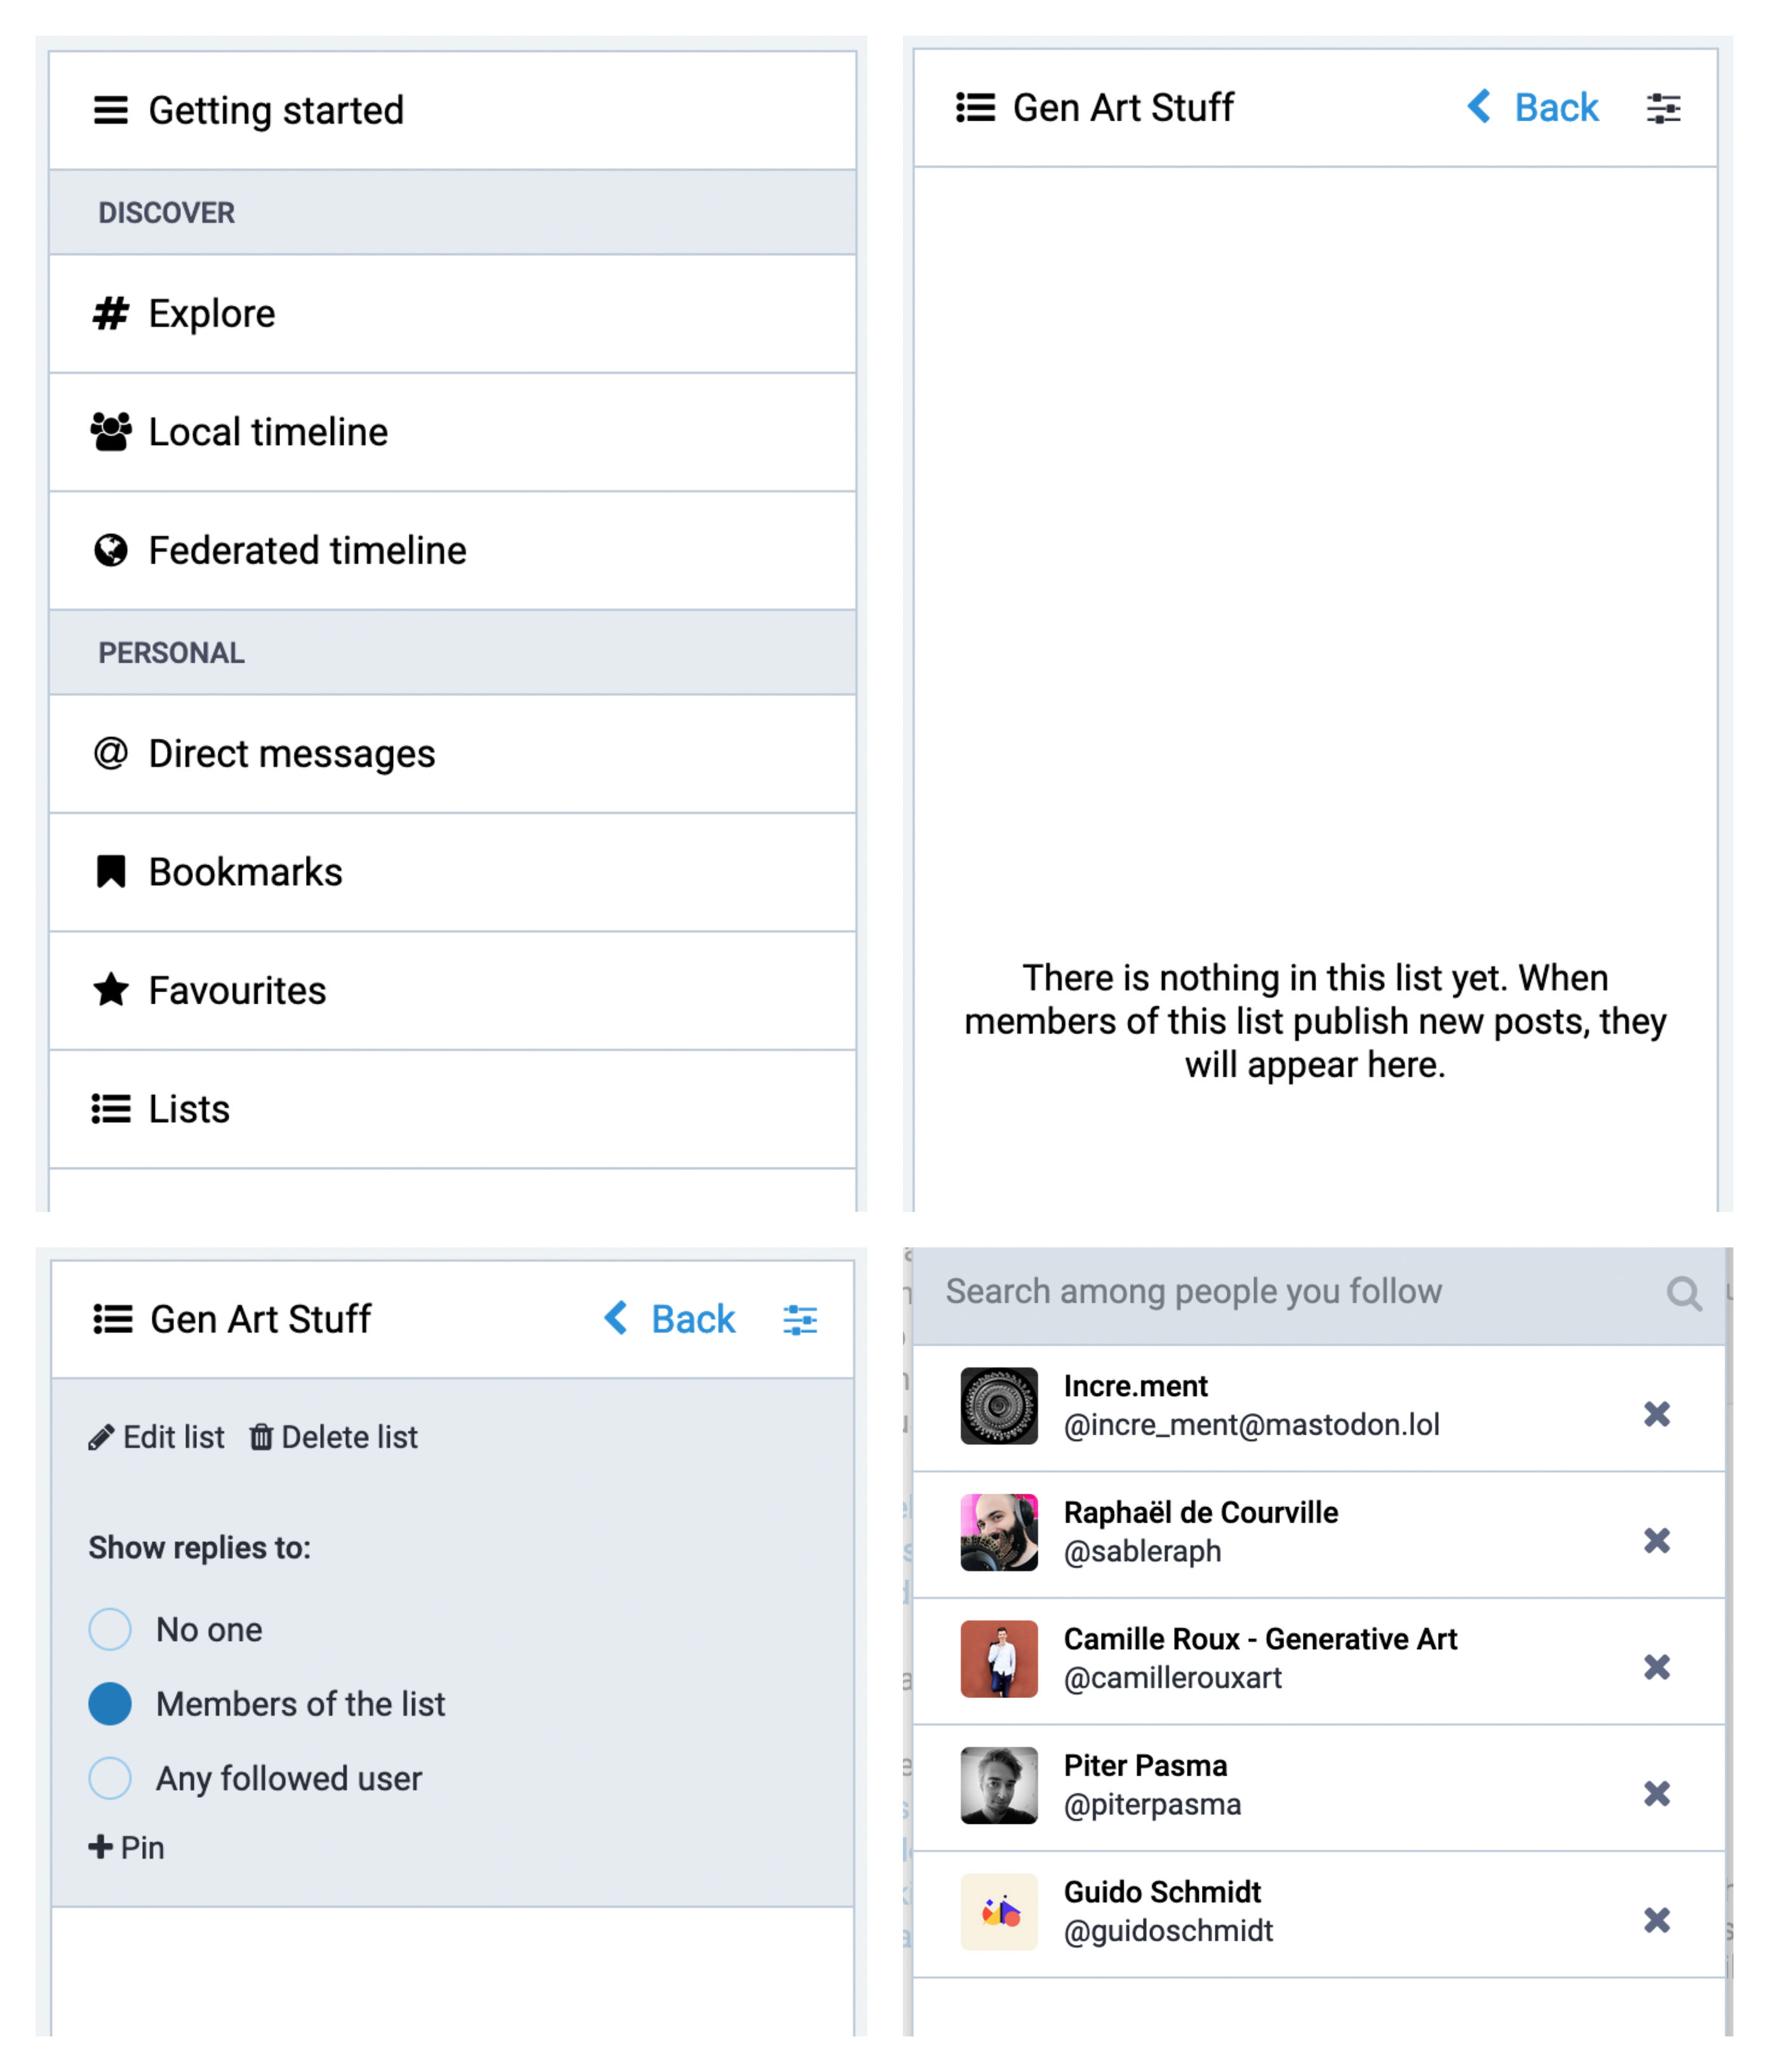 Getting started
DISCOVER
Explore
Local timeline
Federated timeline
PERSONAL
@ Direct messages
Bookmarks
Favourites
Lists
Gen Art Stuff
Back
There is nothing in this list yet. When
members of this list publish new posts, they
will appear here.
Gen Art Stuff
Back
Edit list
Delete list
Show replies to:
No one
Members of the list
Any followed user
Pin
Search among people you follow
Incre.ment
@incre_ment@mastodon.lol
Raphaël de Courville
@sableraph
Camille Roux - Generative Art
@camillerouxart
Piter Pasma
@piterpasma
Guido Schmidt
@guidoschmidt